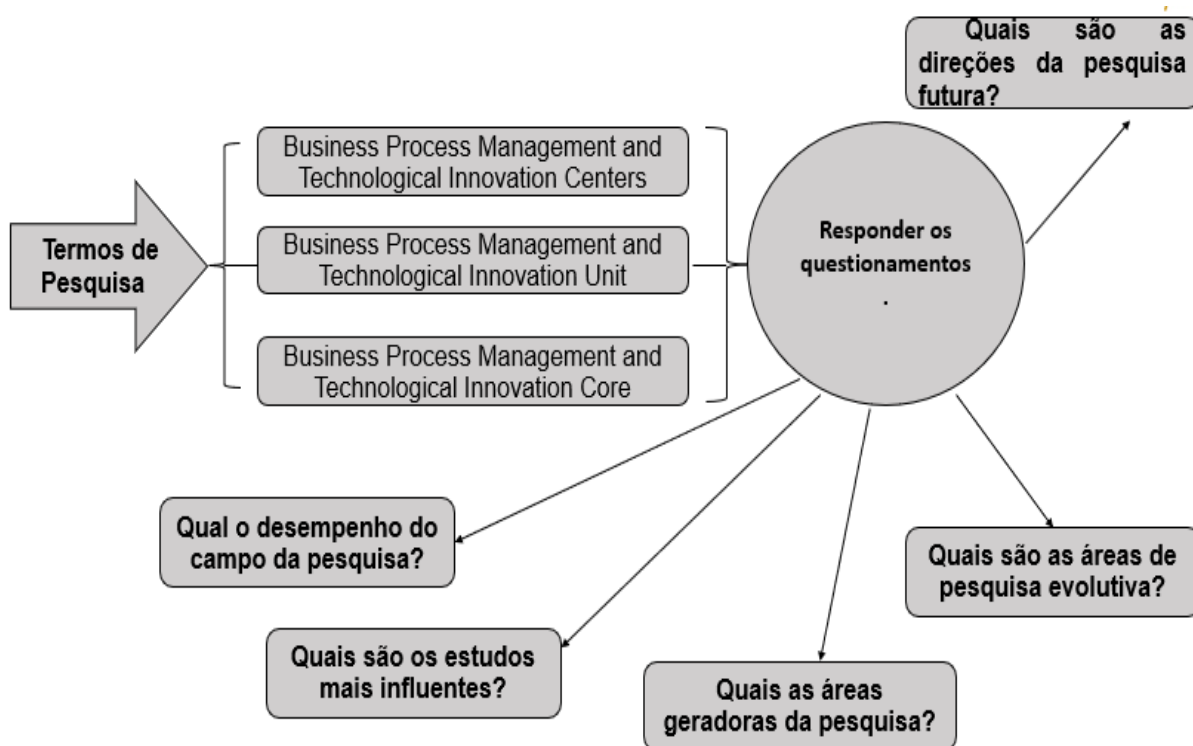 Quais são as
direções da pesquisa
futura?
Business Process Management and
Technological Innovation Centers
Termos de
Pesquisa
Business Process Management and
Technological Innovation Unit
Responder os
questionamentos
.
Business Process Management and
Technological Innovation Core
Qual o desempenho do
campo da pesquisa?
Quais são as áreas de
pesquisa evolutiva?
Quais são os estudos
mais influentes?
Quais as áreas
geradoras da pesquisa?